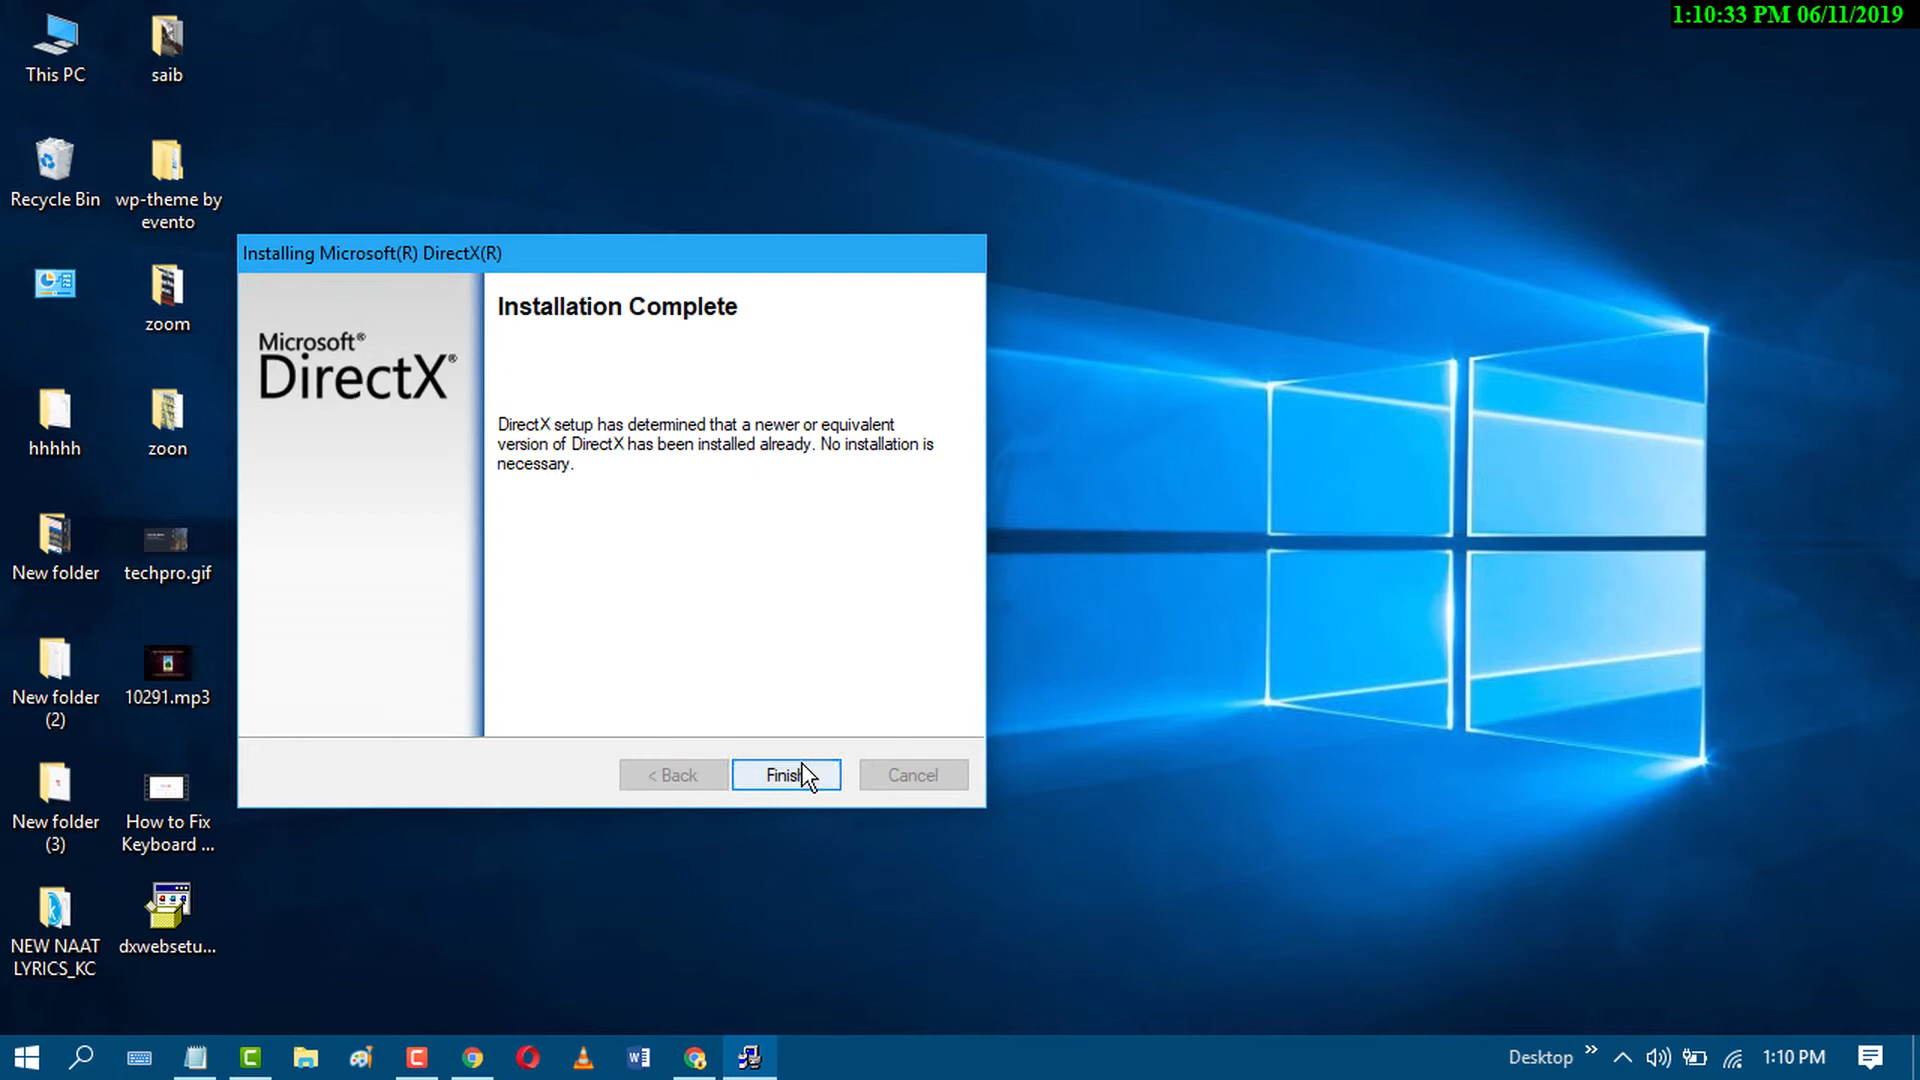 1:10:33 PM 06/11/2019
This PC
saib
Recycle Bin
wp-theme by
evento
zoom
hhhhh
zoon
New folder
techpro.gif
New folder
(2)
10291.mp3
New folder
(3)
How to Fix
Keyboard ...
NEW NAAT
LYRICS_KC
dxwebsetu...
Installing Microsoft(R) DirectX(R)
Microsoft®
DirectX®
Installation Complete
DirectX setup has determined that a newer or equivalent
version of DirectX has been installed already. No installation is
necessary.
< Back
Finish
Cancel
Desktop
1:10 PM